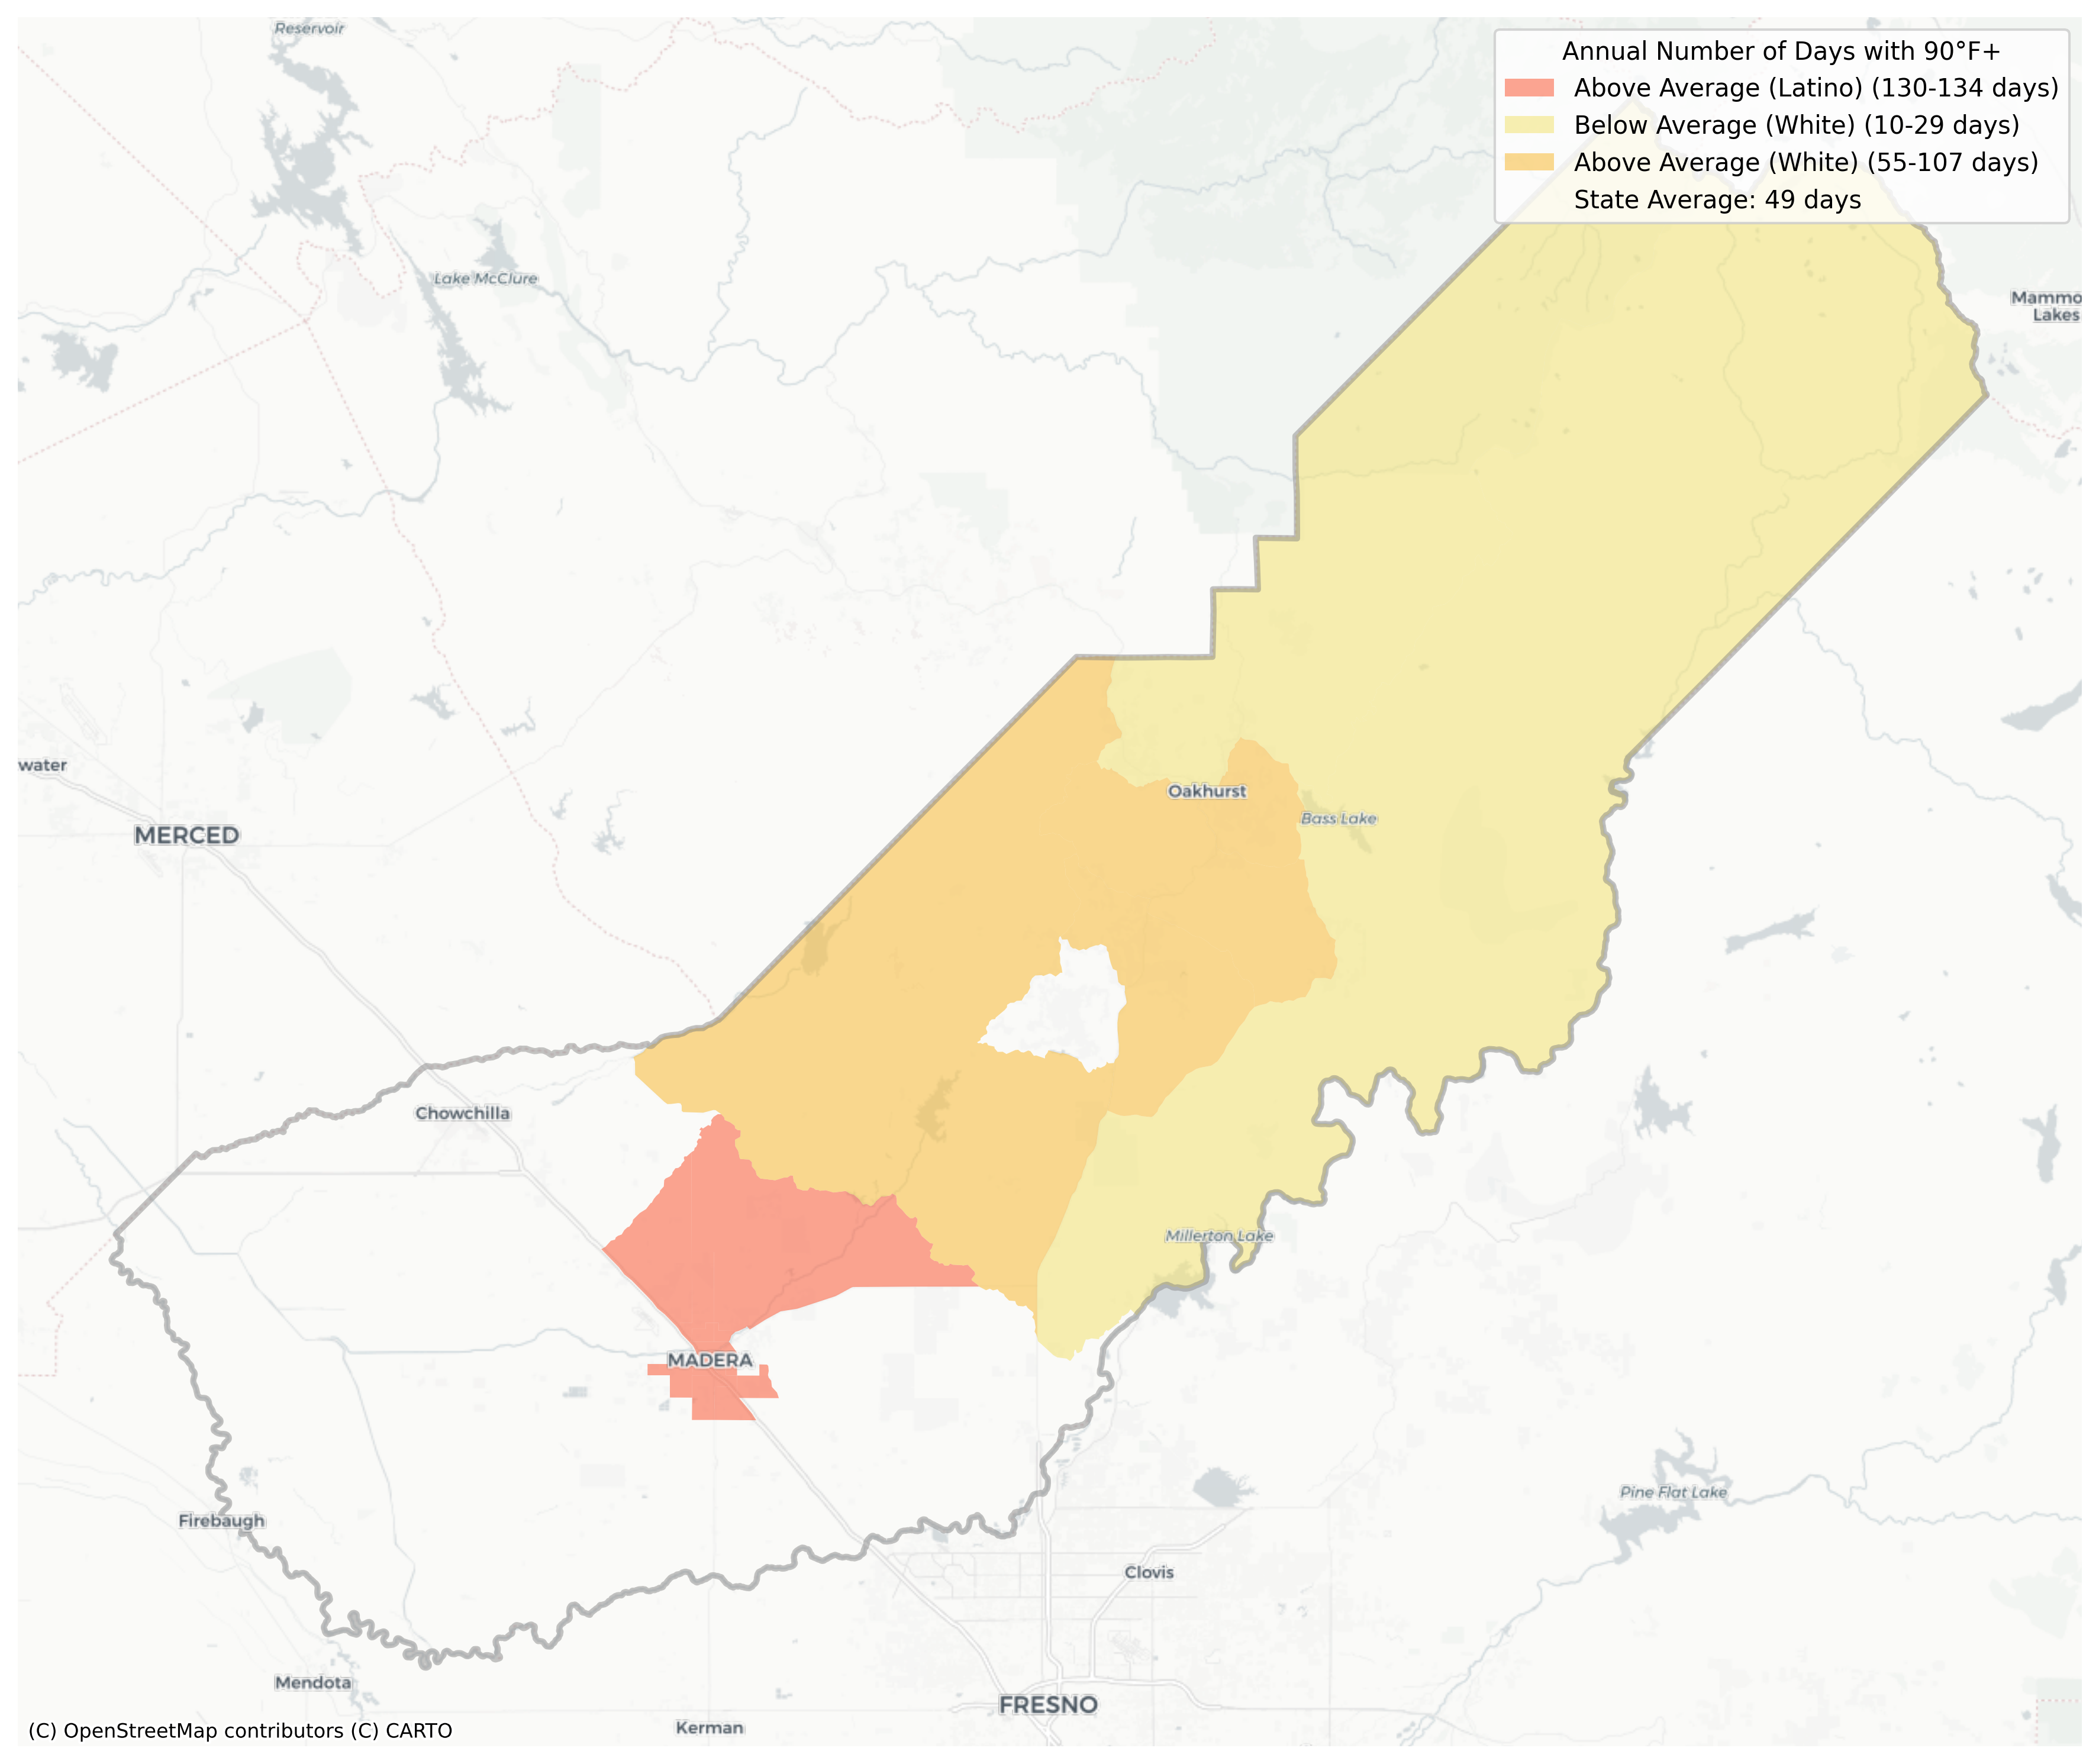 Reservoir
Annual Number of Days with 90°F+
Above Average (Latino) (130-134 days)
Below Average (White) (10-29 days)
Above Average (White) (55-107 days)
State Average: 49 days
Lake McClure
Mammo
Lakes
water
Oakhurst
Bass Lake
MERCED
Chowchilla
Millerton Lake
MADERA
Pine Flat Lake
Firebaugh
Clovis
Mendota
FRESNO
Kerman
(C) OpenStreetMap contributors (C) CARTO